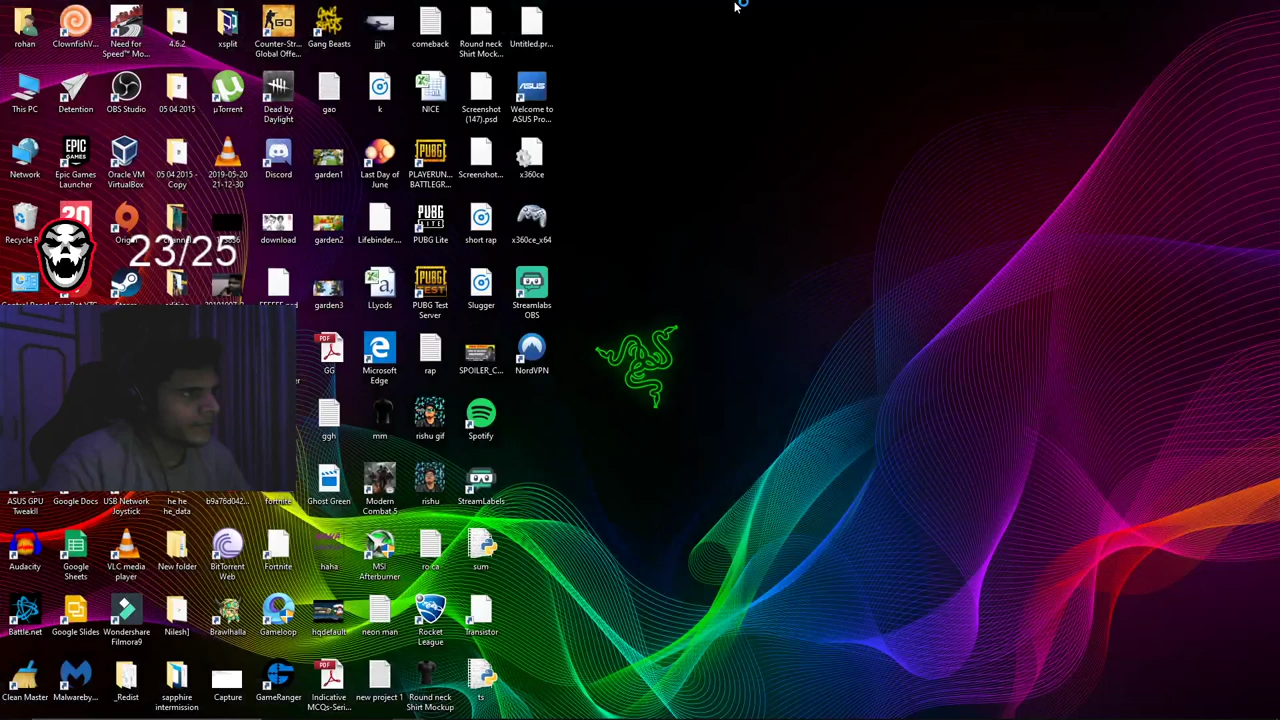 rohan
ClownfishV...
Need for
Speed™ Mo...
4.6.2
xsplit
Counter-Str...
Global Offe...
Gang Beasts
jjjh
comeback
Round neck
Shirt Mock...
Untitled.pr...
This PC
Detention
OBS Studio
05 04 2015
µTorrent
Dead by
Daylight
gao
k
NICE
Screenshot
(147).psd
Welcome to
ASUS Pro...
Network
Epic Games
Launcher
Oracle VM
VirtualBox
05 04 2015 -
Copy
2019-05-20
21-12-30
Discord
garden1
Last Day of
June
PLAYERUN...
BATTLEGR...
Screenshot...
x360ce
Recycle
download
garden2
Lifebinder....
PUBG Lite
short rap
x360ce_x64
23/25
garden3
LLyods
PUBG Test
Server
Slugger
Streamlabs
OBS
GG
Microsoft
Edge
rap
SPOILER_C...
NordVPN
ggh
mm
rishu gif
Spotify
ASUS GPU
TweakII
Google Docs
USB Network
Joystick
he he
he_data
b9a76d042...
fortnite
Ghost Green
Modern
Combat 5
rishu
StreamLabels
Audacity
Google
Sheets
VLC media
player
New folder
BitTorrent
Web
Fortnite
haha
MSI
Afterburner
ro ca
sum
Battle.net
Google Slides
Wondershare
Filmora9
Nilesh]
Brawlhalla
Gameloop
hqdefault
neon man
Rocket
League
Transistor
Clean Master
Malwareby...
_Redist
sapphire
intermission
Capture
GameRanger
Indicative
MCQs-Seri...
new project 1
Round neck
Shirt Mockup
ts